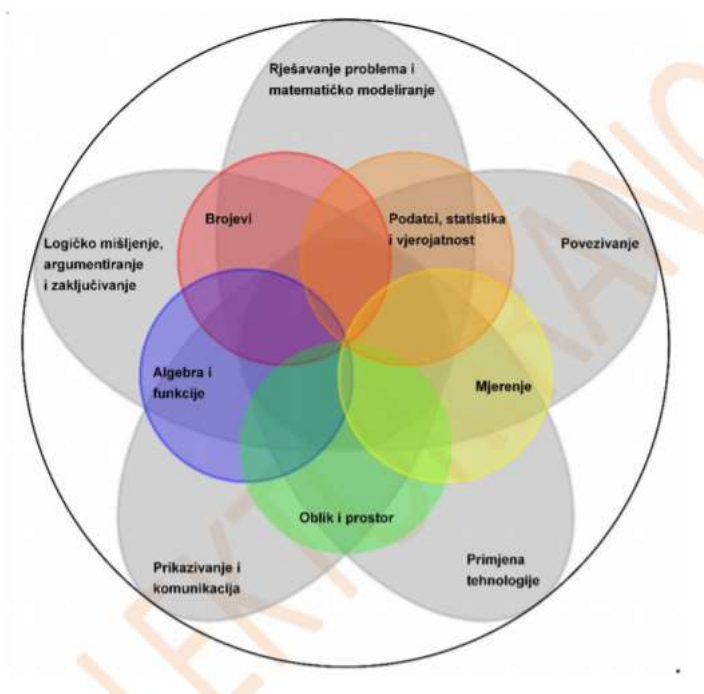 Rješavanje problema i
matematičko modeliranje
Brojevi
Podatci, statistika
i vjerojatnost
Logičko mišljenje,
argumentiranje
i zaključivanje
Povezivanje
Algebra i
funkcije
Mjerenje
Oblik i prostor
Prikazivanje i
komunikacija
Primjena
tehnologije